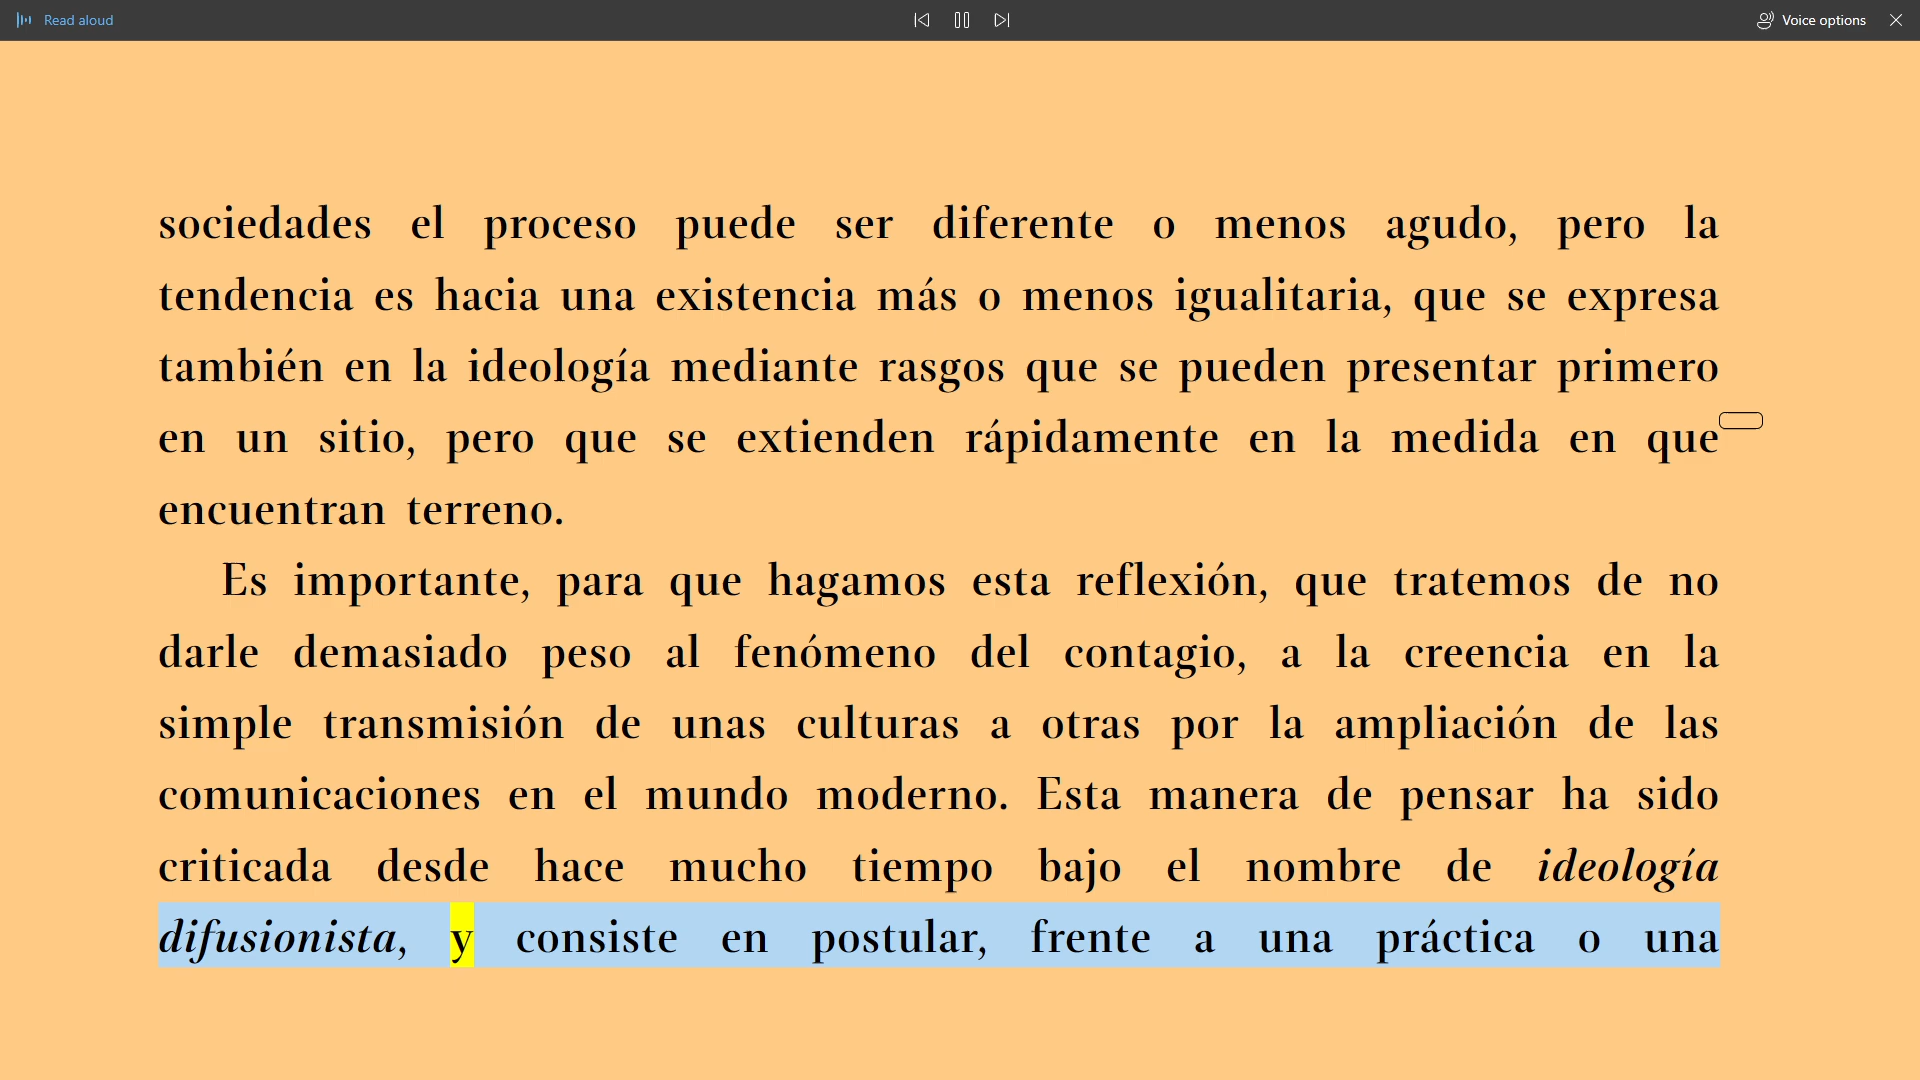 Read aloud
Voice options
sociedades el proceso puede ser diferente o menos agudo, pero la
tendencia es hacia una existencia más o menos igualitaria, que se expresa
también en la ideología mediante rasgos que se pueden presentar primero
en un sitio, pero que se extienden rápidamente en la medida en que
encuentran terreno.
Es importante, para que hagamos esta reflexión, que tratemos de no
darle demasiado peso al fenómeno del contagio, a la creencia en la
simple transmisión de unas culturas a otras por la ampliación de las
comunicaciones en el mundo moderno. Esta manera de pensar ha sido
criticada desde hace mucho tiempo bajo el nombre de ideología
difusionista, y consiste en postular, frente a una práctica o una